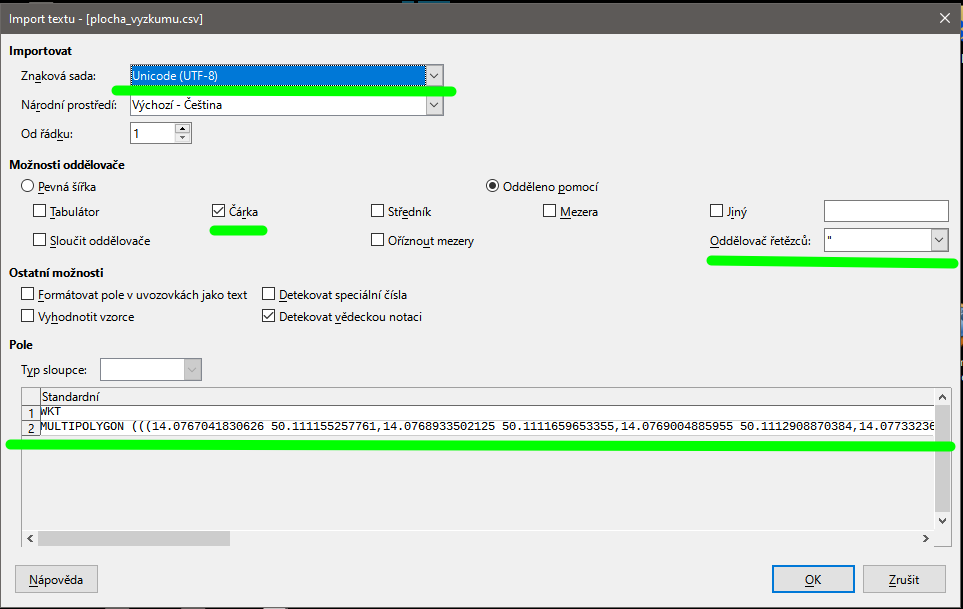 Import textu - [plocha_vyzkumu.csv]
Importovat
Znaková sada: Unicode (UTF-8)
Národní prostředí: Výchozí - Čeština
Od řádku: 1
Možnosti oddělovače
Pevná šířka Odděleno pomocí
Tabulátor Čárka Středník Mezera Jiný
Sloučit oddělovače Oříznout mezery Oddělovač řetězců: "
Ostatní možnosti
Formátovat pole v uvozovkách jako text Detekovat speciální čísla
Vyhodnotit vzorce Detekovat vědeckou notaci
Pole
Typ sloupce:
Standardní
1 WKT
2 MULTIPOLYGON (((14.0767041830626 50.111155257761,14.0768933502125 50.1111659653355,14.0769004885955 50.1112908870384,14.07733236
Nápověda OK Zrušit